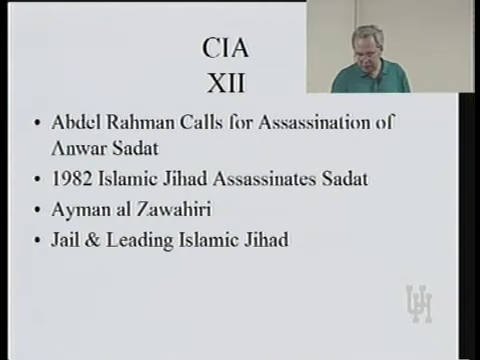 CIA
XII
• Abdel Rahman Calls for Assassination of
Anwar Sadat
• 1982 Islamic Jihad Assassinates Sadat
• Ayman al Zawahiri
• Jail & Leading Islamic Jihad
UH